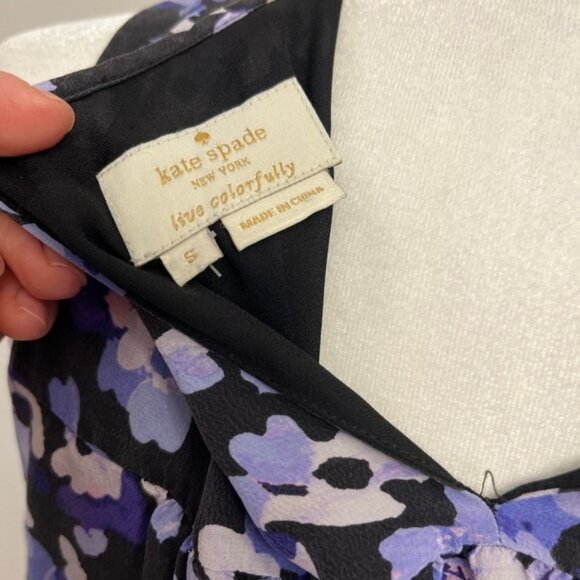 kate spade
NEW YORK
live colorfully
S
MADE IN CHINA